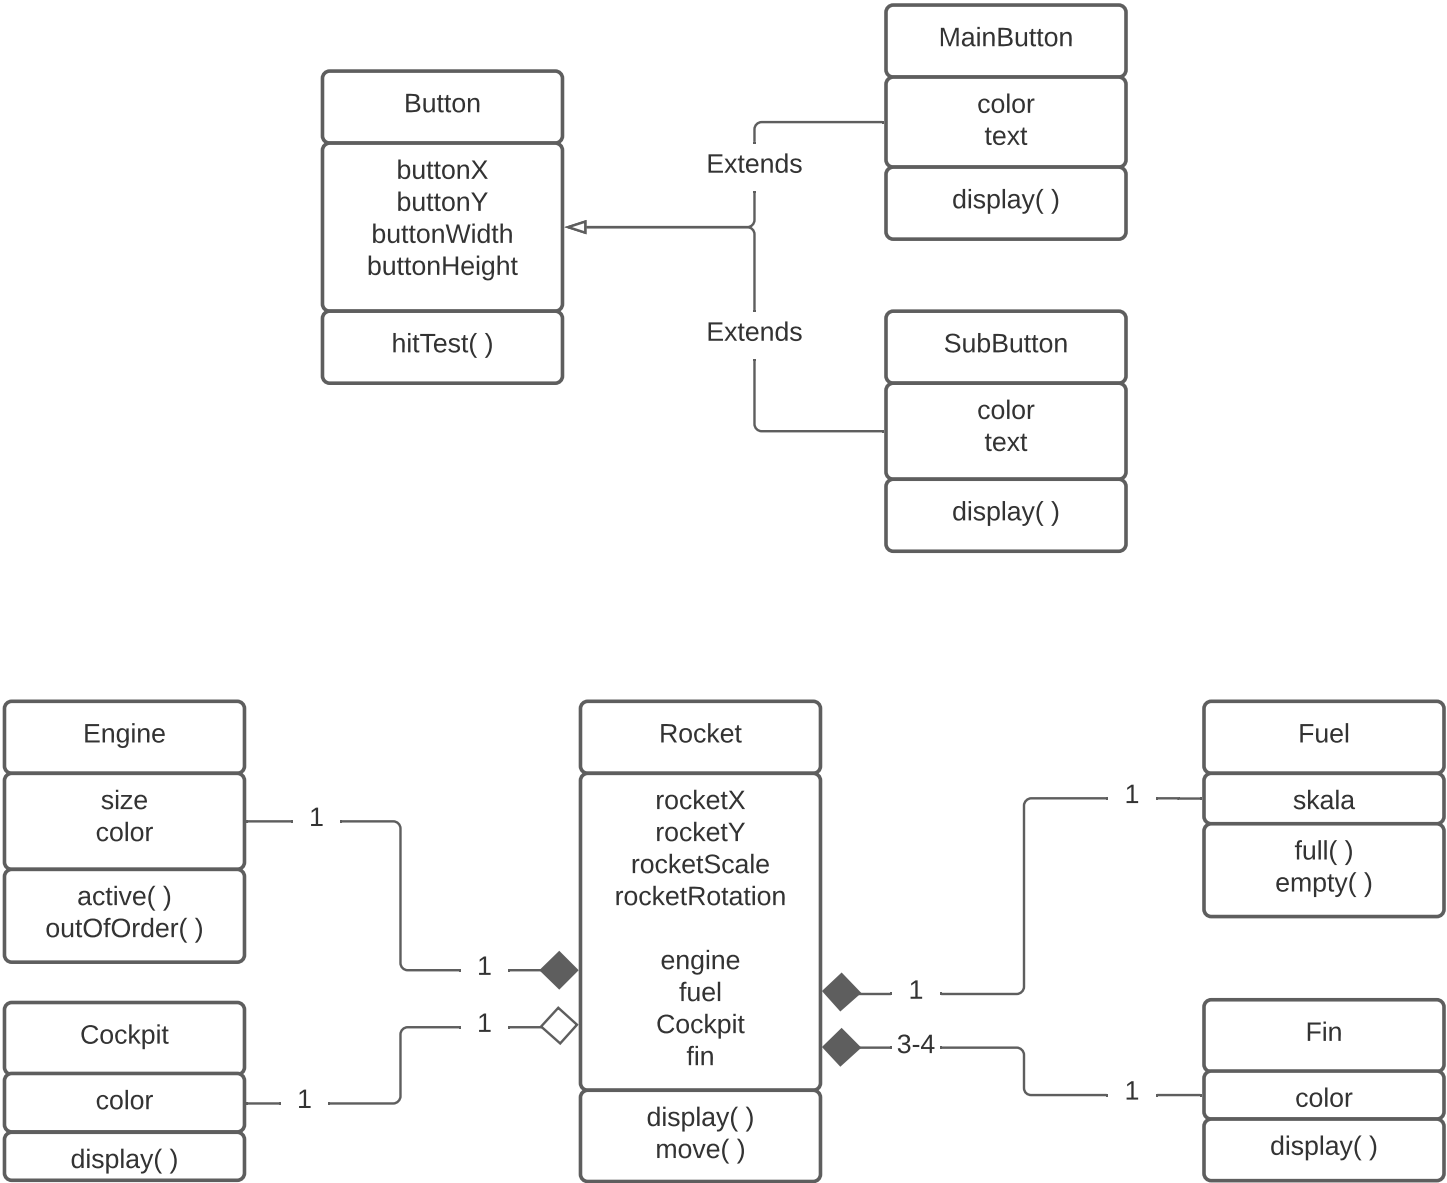 MainButton
color
text
display( )
Button
buttonX
buttonY
buttonWidth
buttonHeight
hitTest( )
Extends
Extends
SubButton
color
text
display( )
Engine
size
color
active( )
outOfOrder( )
1
1
Cockpit
color
display( )
1
1
Rocket
rocketX
rocketY
rocketScale
rocketRotation
engine
fuel
Cockpit
fin
display( )
move( )
1
1
Fuel
skala
full( )
empty( )
3-4
1
Fin
color
display( )